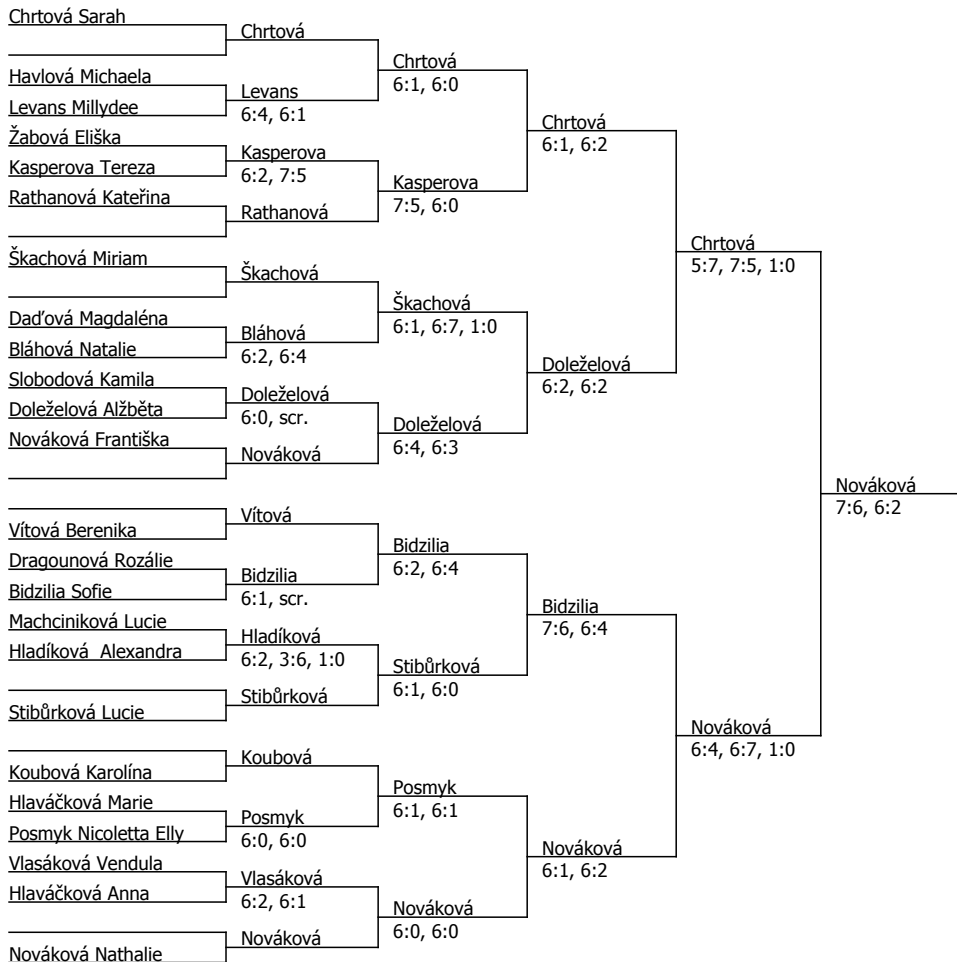 Chrtová Sarah
Chrtová
Chrtová
6:1, 6:0
Havlová Michaela
Levans
Levans Millydee
6:4, 6:1
Chrtová
6:1, 6:2
Žabová Eliška
Kasperova
Kasperova Tereza
6:2, 7:5
Kasperova
7:5, 6:0
Rathanová Kateřina
Rathanová
Chrtová
5:7, 7:5, 1:0
Škachová Miriam
Škachová
Škachová
6:1, 6:7, 1:0
Daďová Magdaléna
Bláhová
Bláhová Natalie
6:2, 6:4
Doleželová
6:2, 6:2
Slobodová Kamila
Doleželová
Doleželová Alžběta
6:0, scr.
Doleželová
6:4, 6:3
Nováková Františka
Nováková
Nováková
7:6, 6:2
Vítová
Vítová Berenika
Bidzilia
6:2, 6:4
Dragounová Rozálie
Bidzilia
Bidzilia Sofie
6:1, scr.
Bidzilia
7:6, 6:4
Machciniková Lucie
Hladíková
Hladíková  Alexandra
6:2, 3:6, 1:0
Stibůrková
6:1, 6:0
Stibůrková
Stibůrková Lucie
Nováková
6:4, 6:7, 1:0
Koubová
Koubová Karolína
Posmyk
6:1, 6:1
Hlaváčková Marie
Posmyk
Posmyk Nicoletta Elly
6:0, 6:0
Nováková
6:1, 6:2
Vlasáková Vendula
Vlasáková
Hlaváčková Anna
6:2, 6:1
Nováková
6:0, 6:0
Nováková
Nováková Nathalie